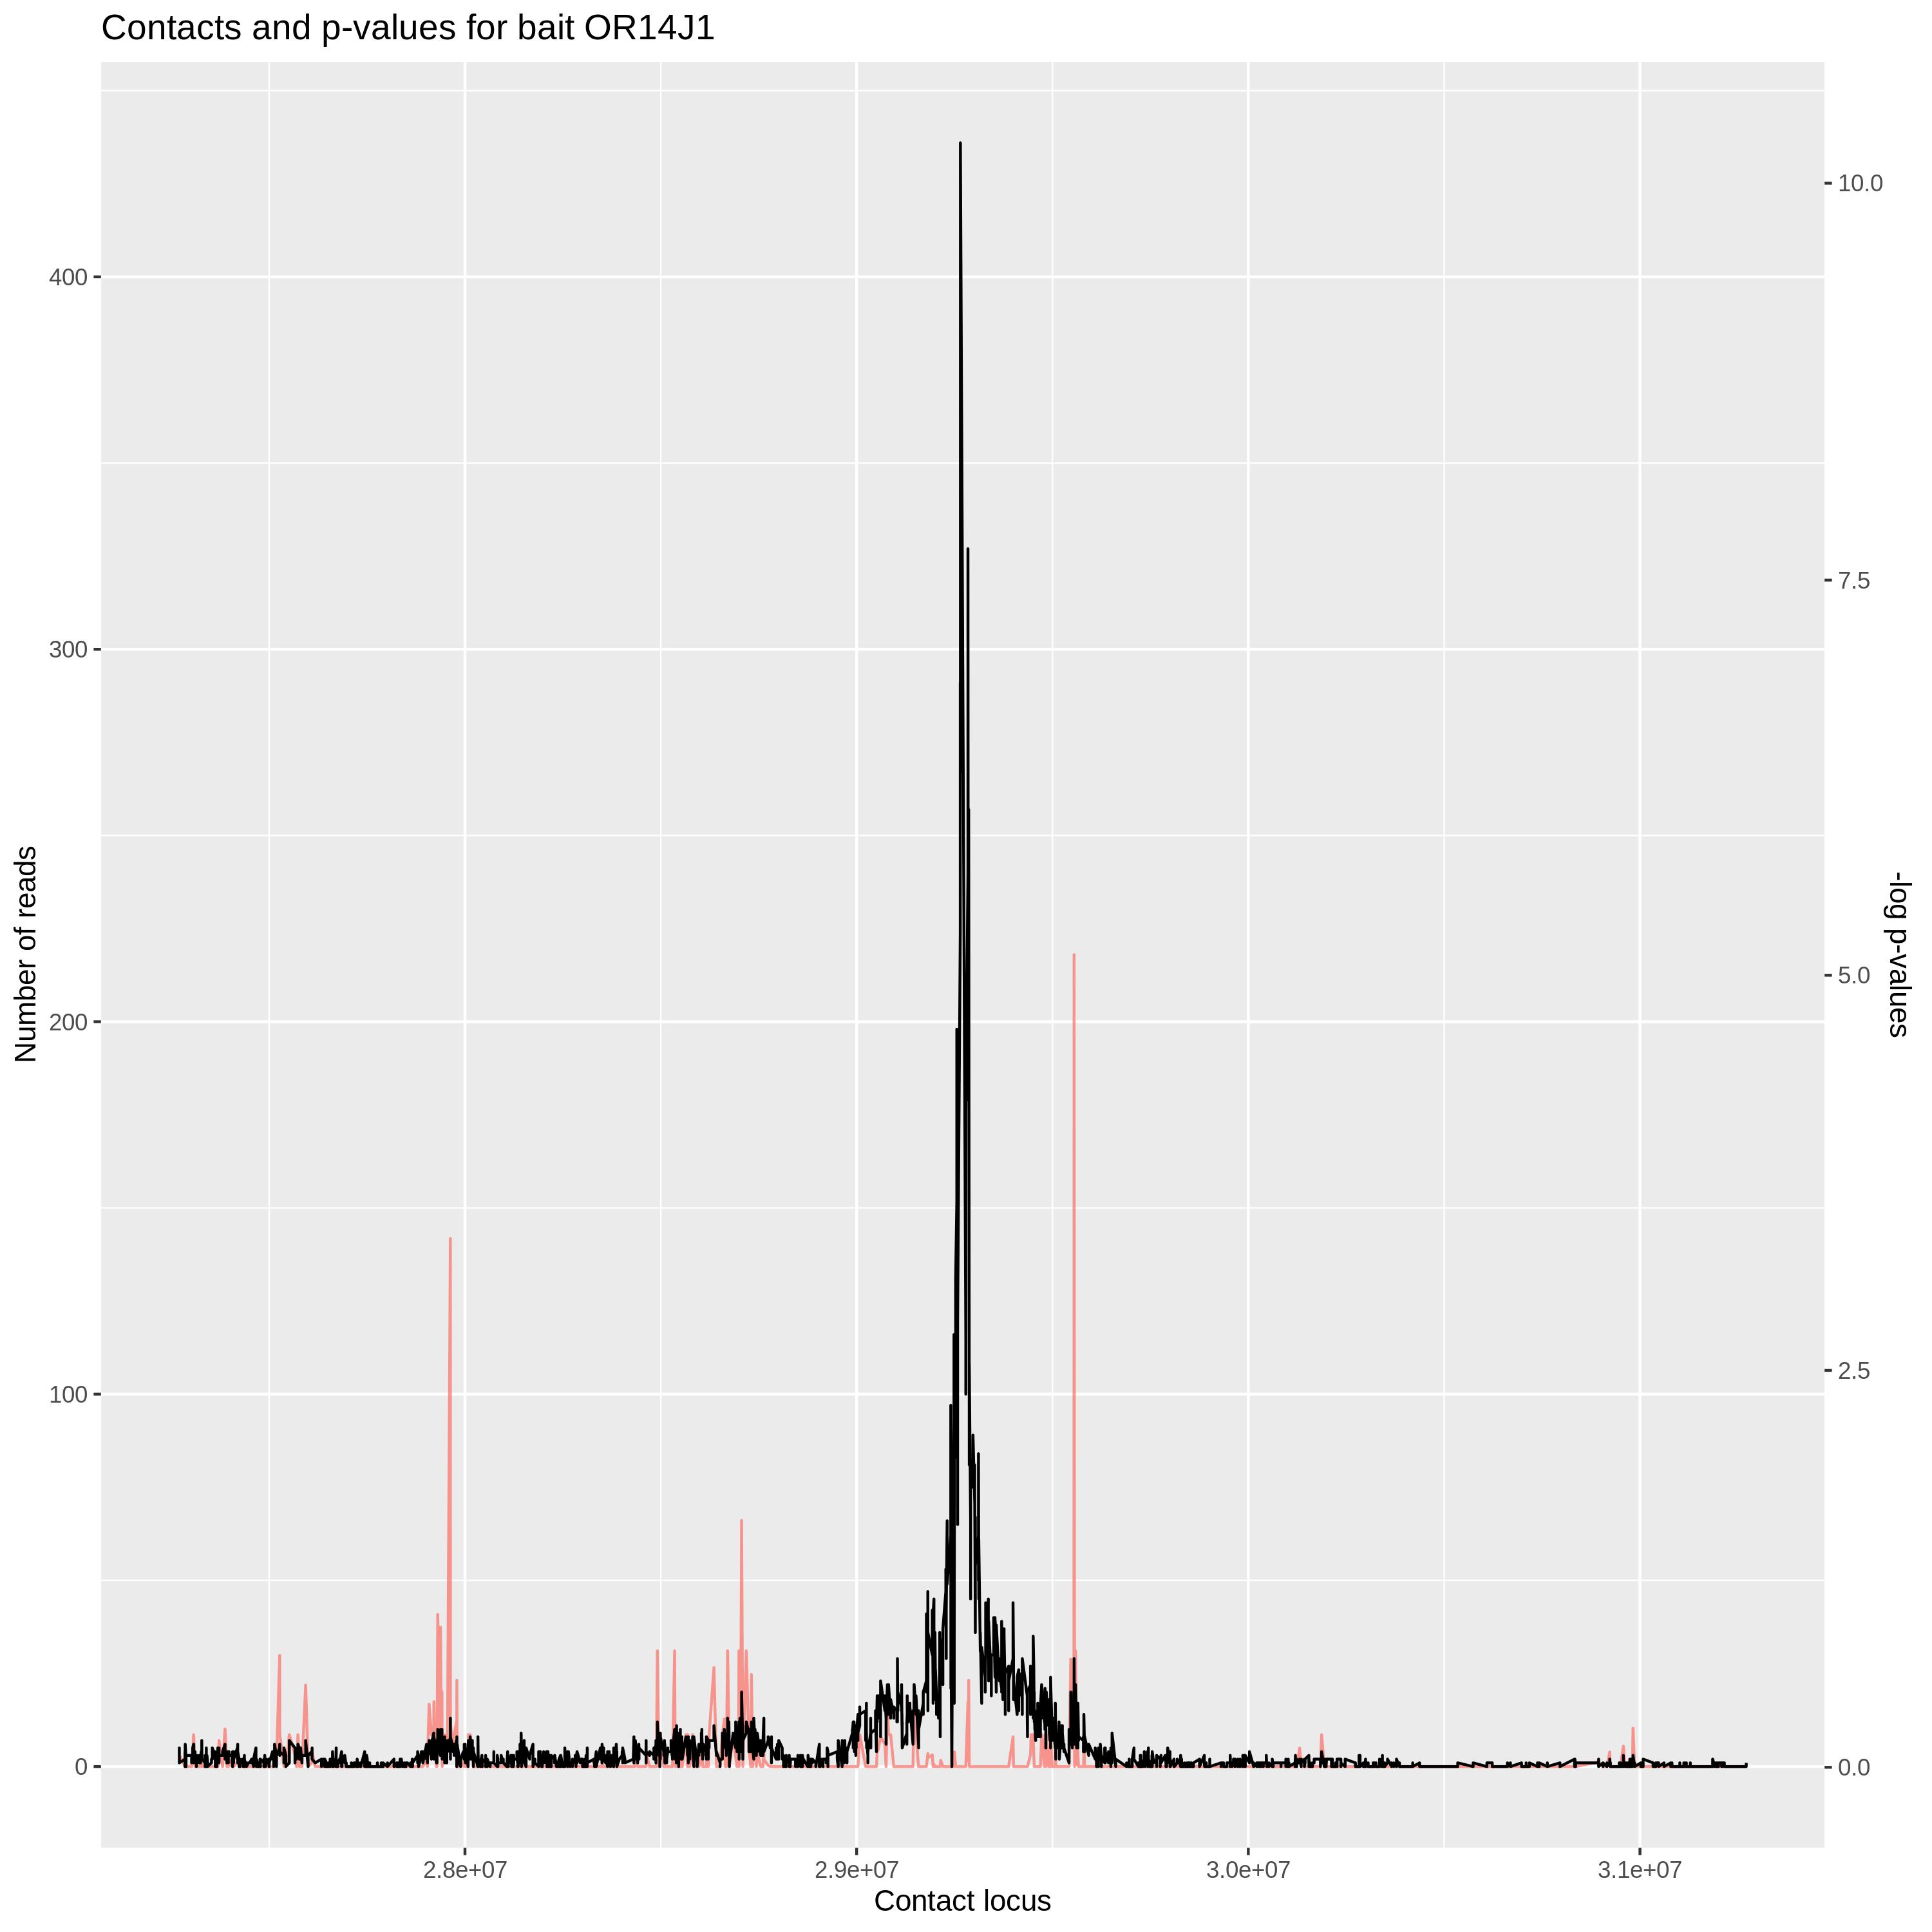 Contacts and p-values for bait OR14J1
400
300
200
100
0
Number of reads
10.0
7.5
5.0
2.5
0.0
-log p-values
2.8e+07
2.9e+07
3.0e+07
3.1e+07
Contact locus